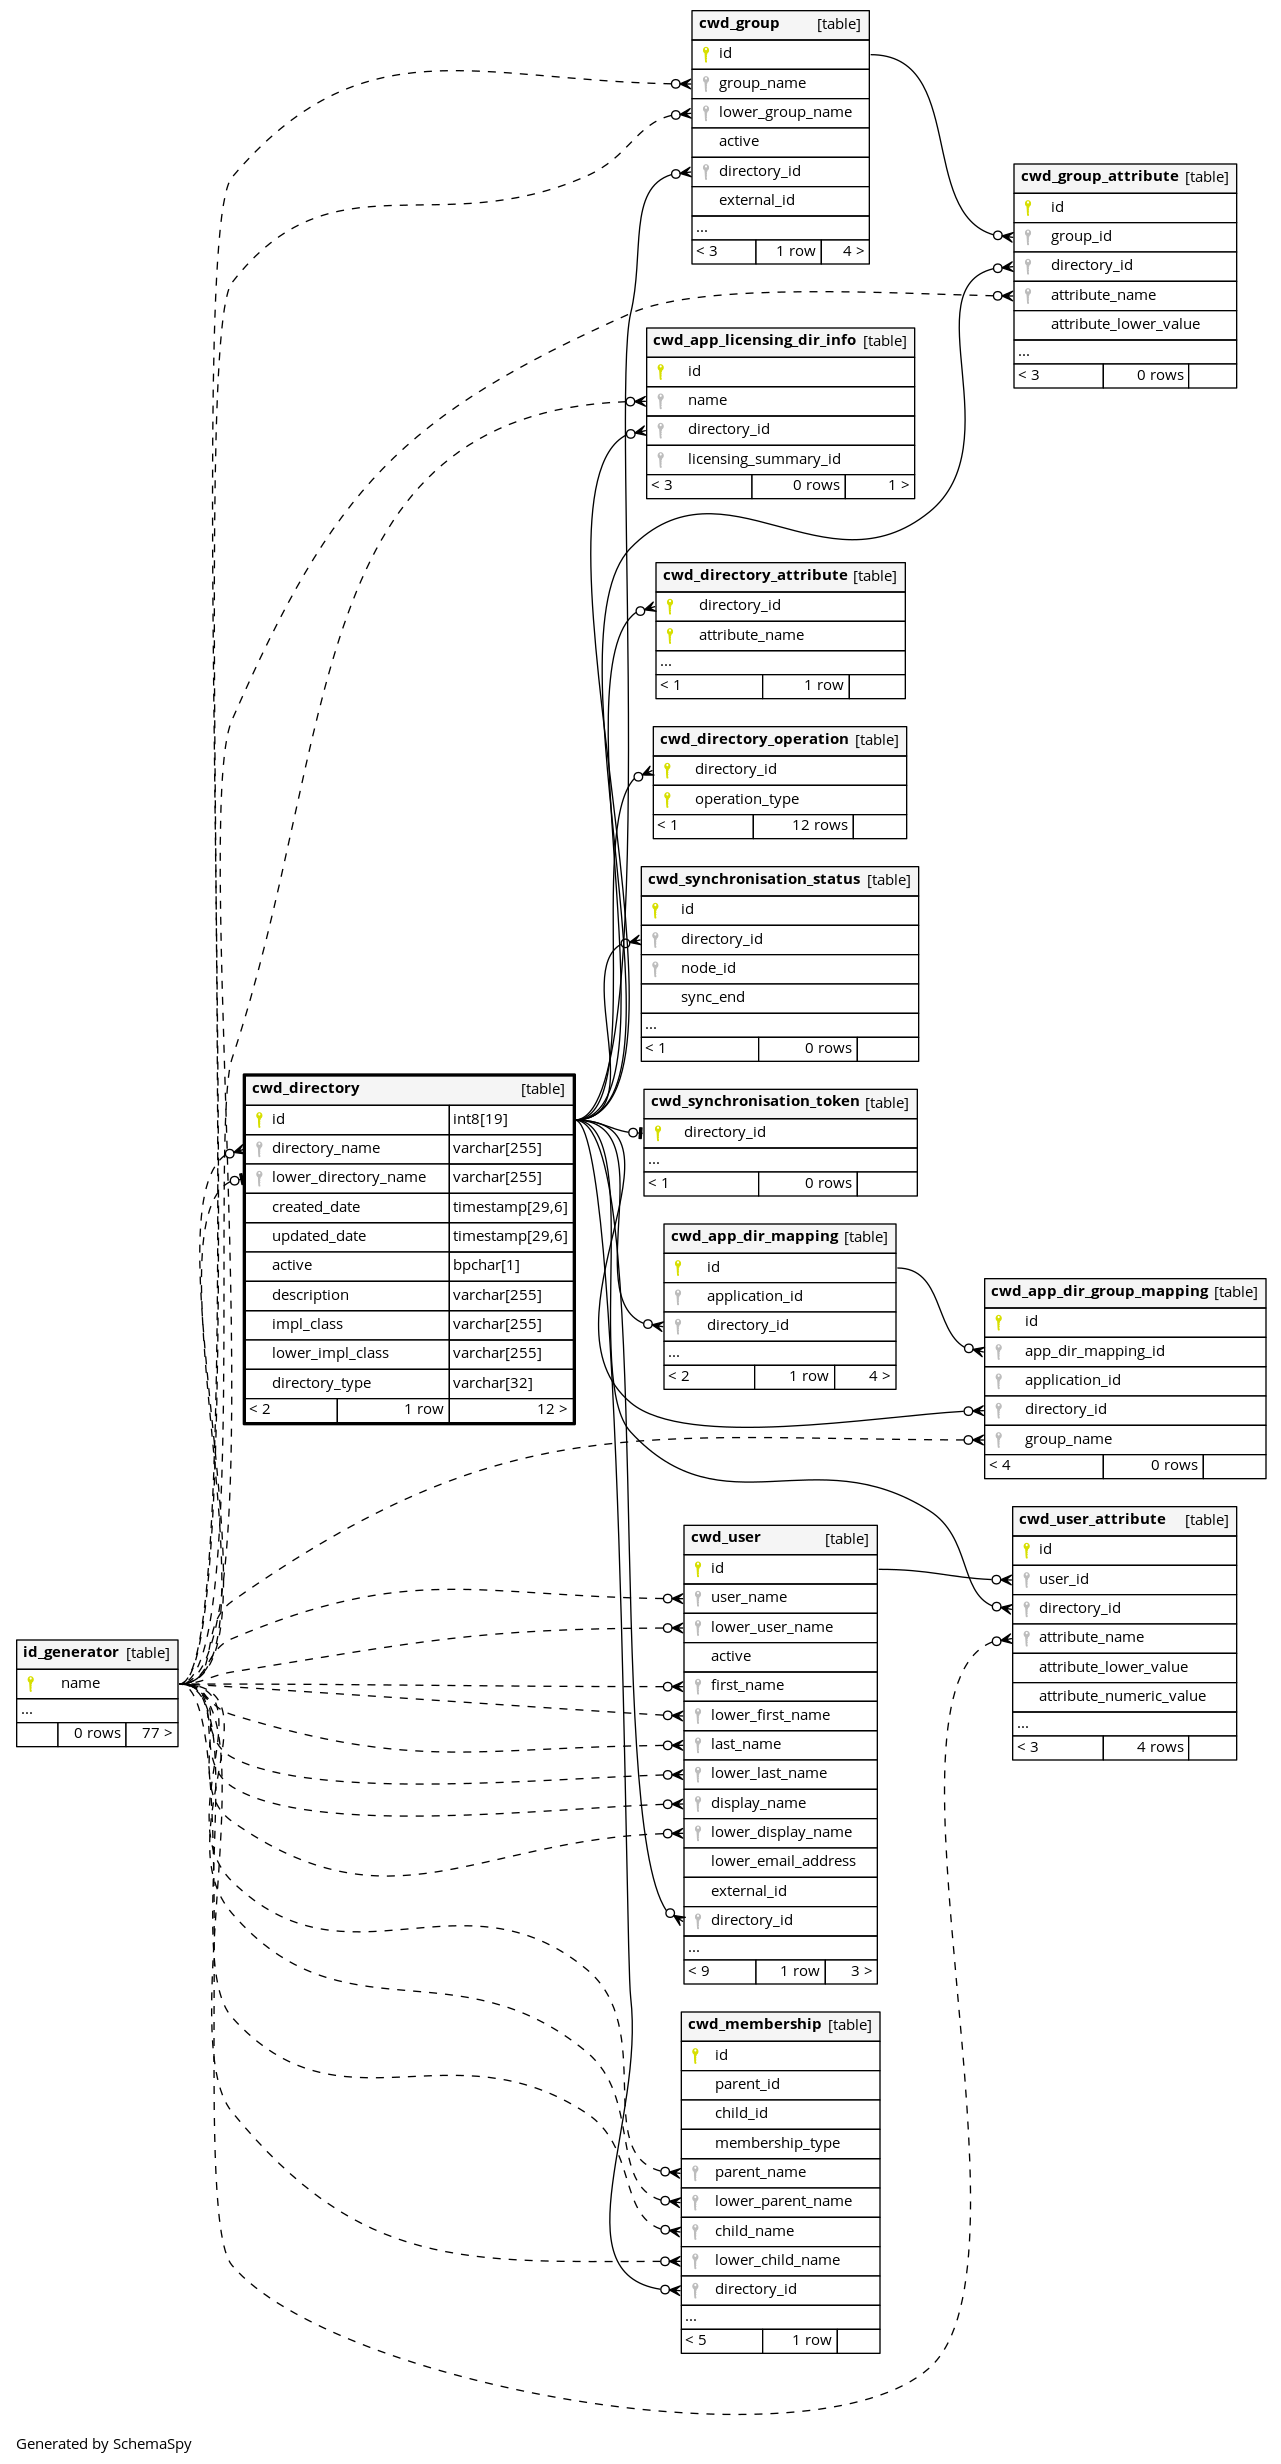 cwd_group [table]
id
group_name
lower_group_name
active
directory_id
external_id
...
< 3 1 row 4 >
cwd_group_attribute [table]
id
group_id
directory_id
attribute_name
attribute_lower_value
...
< 3 0 rows
cwd_app_licensing_dir_info [table]
id
name
directory_id
licensing_summary_id
< 3 0 rows 1 >
cwd_directory_attribute [table]
directory_id
attribute_name
...
< 1 1 row
cwd_directory_operation [table]
directory_id
operation_type
< 1 12 rows
cwd_synchronisation_status [table]
id
directory_id
node_id
sync_end
...
< 1 0 rows
cwd_directory [table]
id int8[19]
directory_name varchar[255]
lower_directory_name varchar[255]
created_date timestamp[29,6]
updated_date timestamp[29,6]
active bpchar[1]
description varchar[255]
impl_class varchar[255]
lower_impl_class varchar[255]
directory_type varchar[32]
< 2 1 row 12 >
cwd_synchronisation_token [table]
directory_id
...
< 1 0 rows
cwd_app_dir_mapping [table]
id
application_id
directory_id
...
< 2 1 row 4 >
cwd_app_dir_group_mapping [table]
id
app_dir_mapping_id
application_id
directory_id
group_name
< 4 0 rows
cwd_user [table]
id
user_name
lower_user_name
active
first_name
lower_first_name
last_name
lower_last_name
display_name
lower_display_name
lower_email_address
external_id
directory_id
...
< 9 1 row 3 >
cwd_user_attribute [table]
id
user_id
directory_id
attribute_name
attribute_lower_value
attribute_numeric_value
...
< 3 4 rows
id_generator [table]
name
...
0 rows 77 >
cwd_membership [table]
id
parent_id
child_id
membership_type
parent_name
lower_parent_name
child_name
lower_child_name
directory_id
...
< 5 1 row
Generated by SchemaSpy